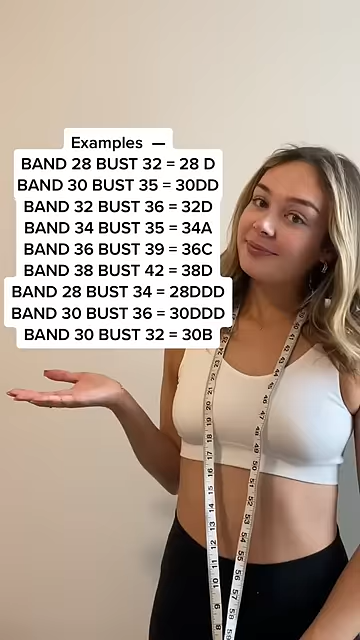 Examples —
BAND 28 BUST 32 = 28 D
BAND 30 BUST 35 = 30DD
BAND 32 BUST 36 = 32D
BAND 34 BUST 35 = 34A
BAND 36 BUST 39 = 36C
BAND 38 BUST 42 = 38D
BAND 28 BUST 34 = 28DDD
BAND 30 BUST 36 = 30DDD
BAND 30 BUST 32 = 30B